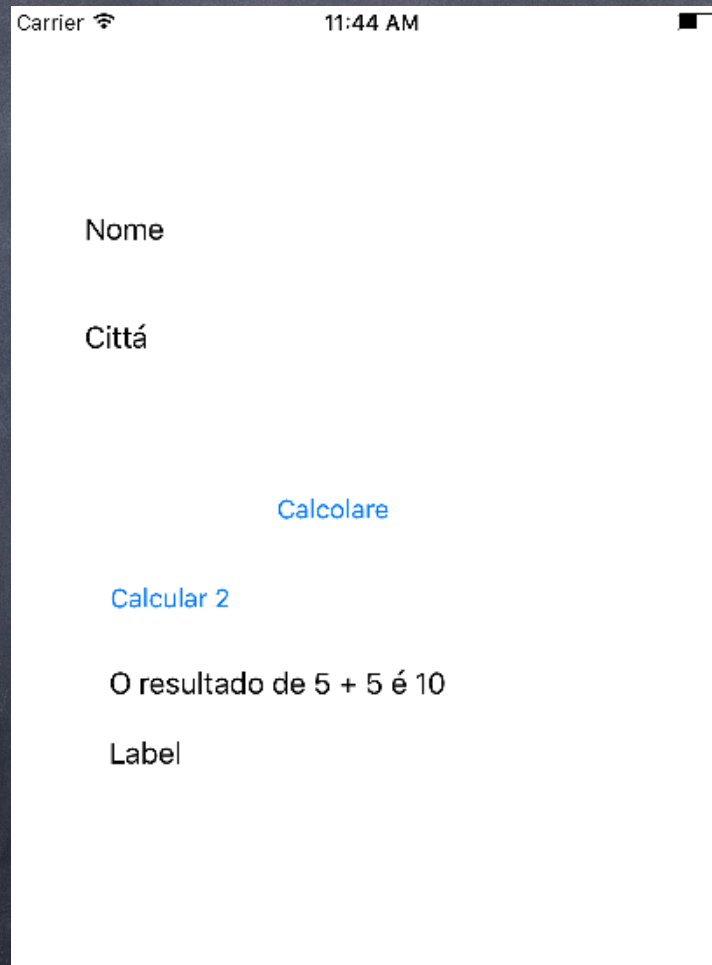 Carrier 11:44 AM
Nome
Cittá
Calcolare
Calcular 2
O resultado de 5 + 5 é 10
Label